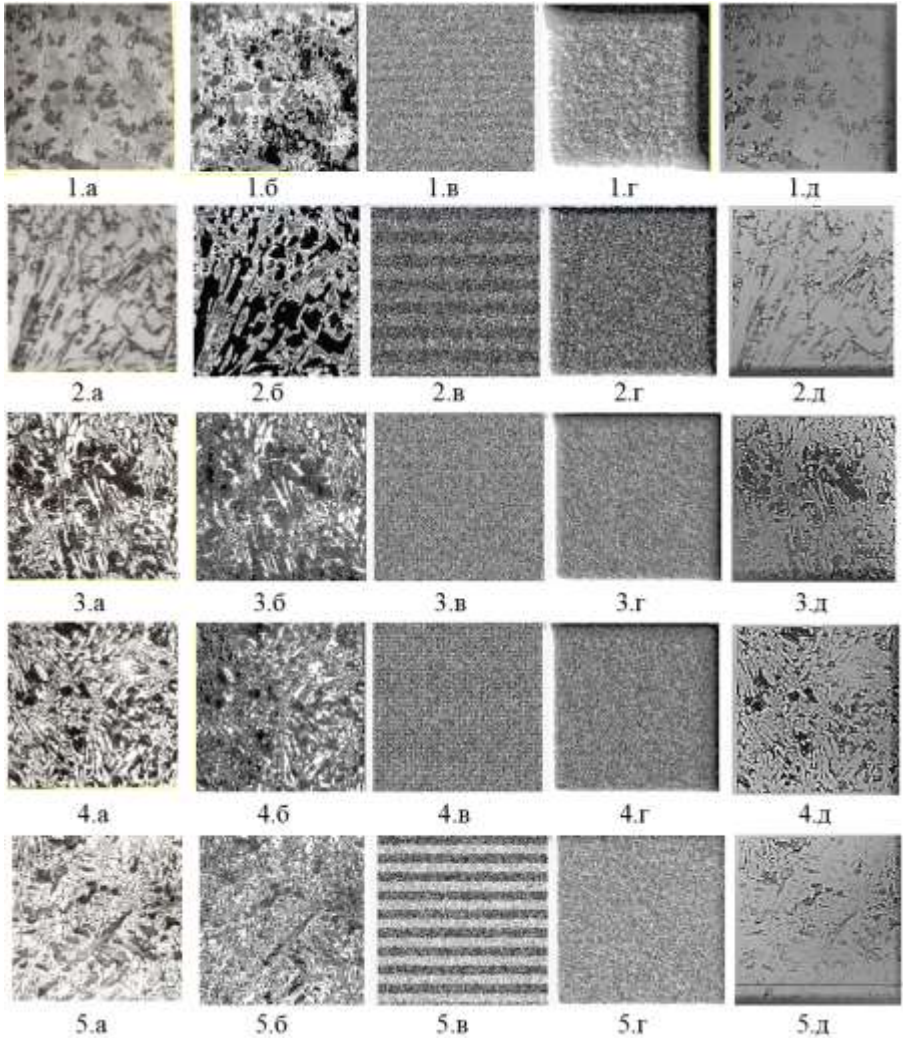 1.а 1.б 1.в 1.г 1.д
2.а 2.б 2.в 2.г 2.д
3.а 3.б 3.в 3.г 3.д
4.а 4.б 4.в 4.г 4.д
5.а 5.б 5.в 5.г 5.д